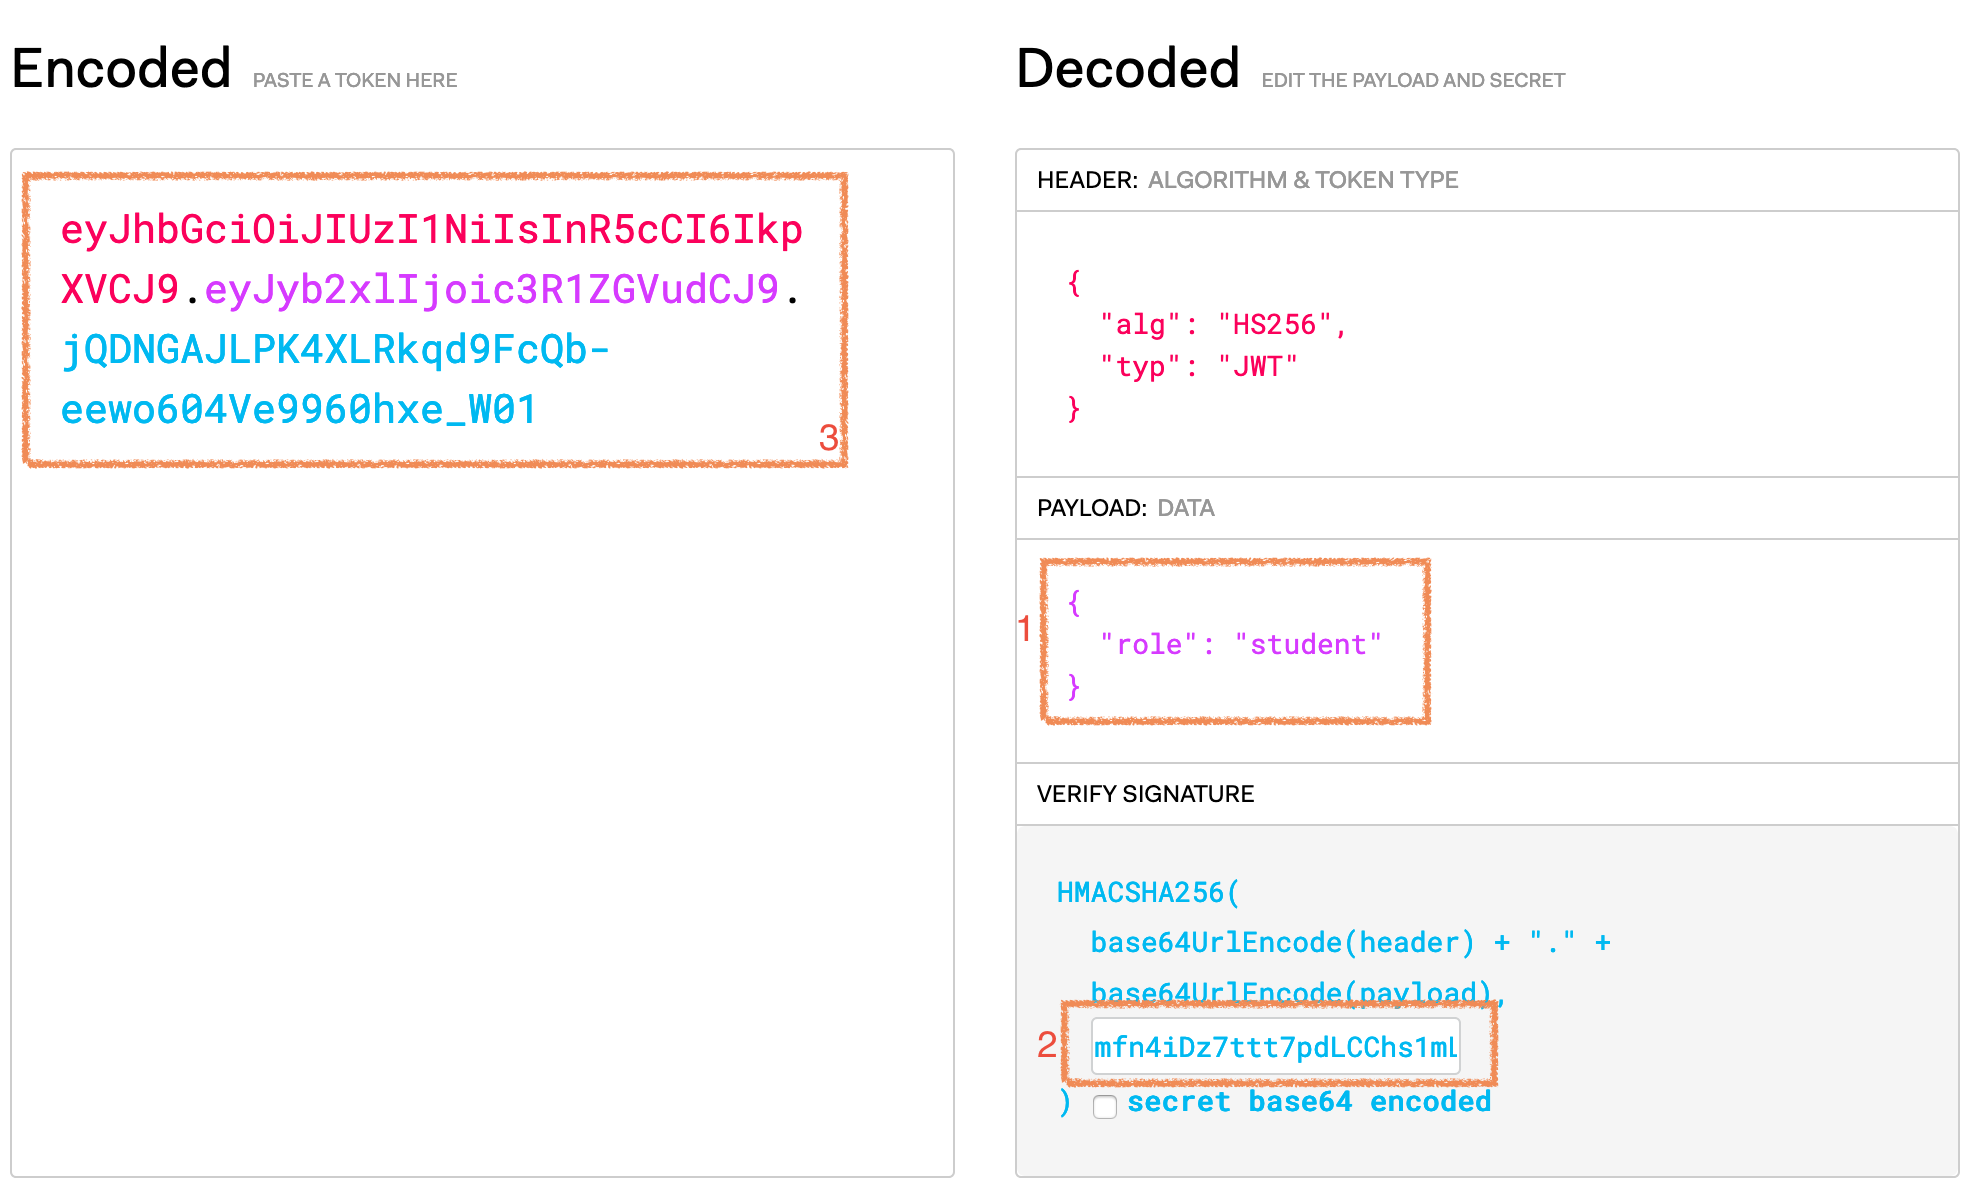 Encoded PASTE A TOKEN HERE
eyJhbGciOiJIUzI1NiIsInR5cCI6Ikp
XVCJ9.eyJyb2xlIjoic3R1ZGVudCJ9.
jQDNGAJLPK4XLRkqd9FcQb-
eewo604Ve9960hxe_W01
3
Decoded EDIT THE PAYLOAD AND SECRET
HEADER: ALGORITHM & TOKEN TYPE
{
"alg": "HS256",
"typ": "JWT"
}
PAYLOAD: DATA
1
{
"role": "student"
}
VERIFY SIGNATURE
HMACSHA256(
base64UrlEncode(header) + "." +
base64UrlEncode(payload),
2 mfn4iDz7ttt7pdLCChs1mL
) secret base64 encoded